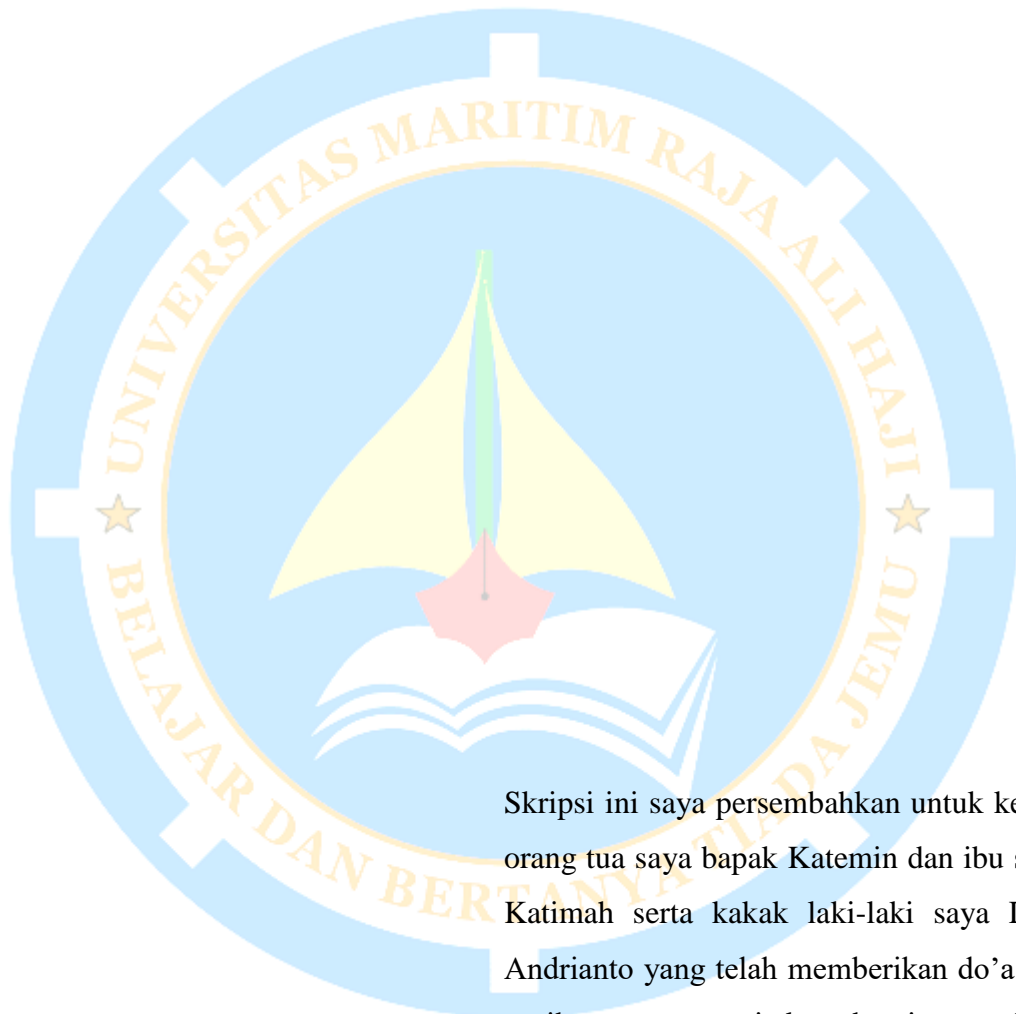 UNIVERSITAS MARITIM RAJA ALI HAJI
BELAJAR DAN BERTANYA TIADA JEMU
Skripsi ini saya persembahkan untuk ke
orang tua saya bapak Katemin dan ibu s
Katimah serta kakak laki-laki saya
Andrianto yang telah memberikan do’a